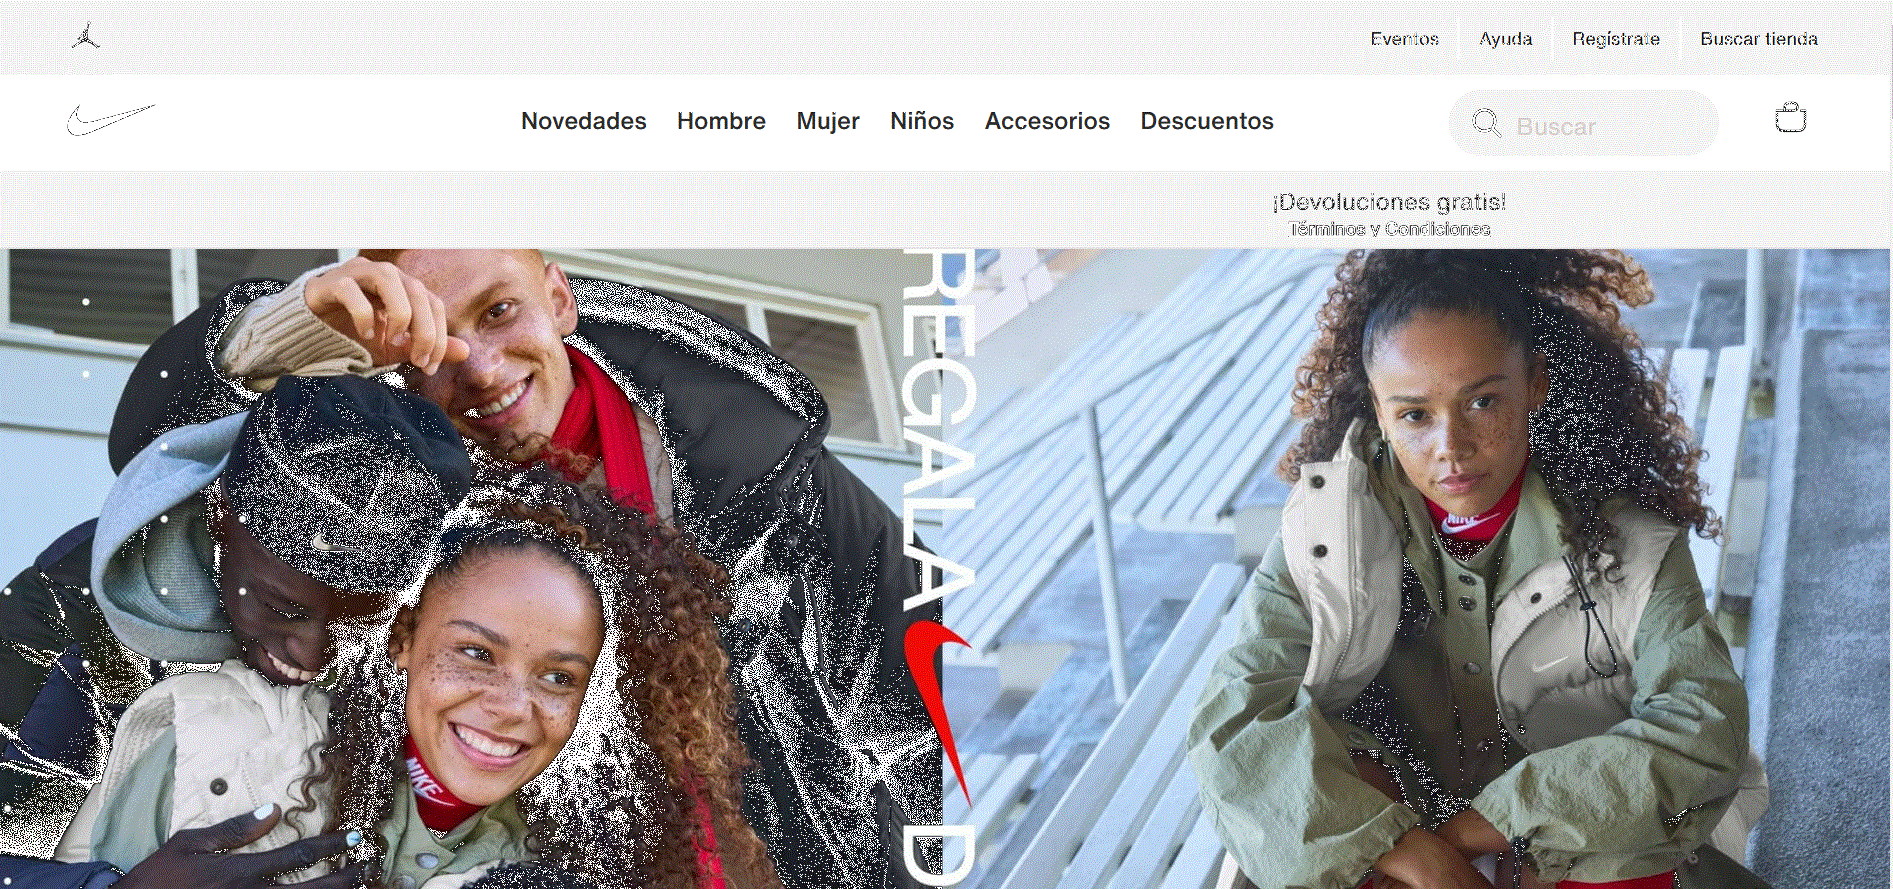 Eventos
Ayuda
Regístrate
Buscar tienda
Novedades
Hombre
Mujer
Niños
Accesorios
Descuentos
Buscar
¡Devoluciones gratis!
Términos y Condiciones
REGALA
D
NIKE
NIKE